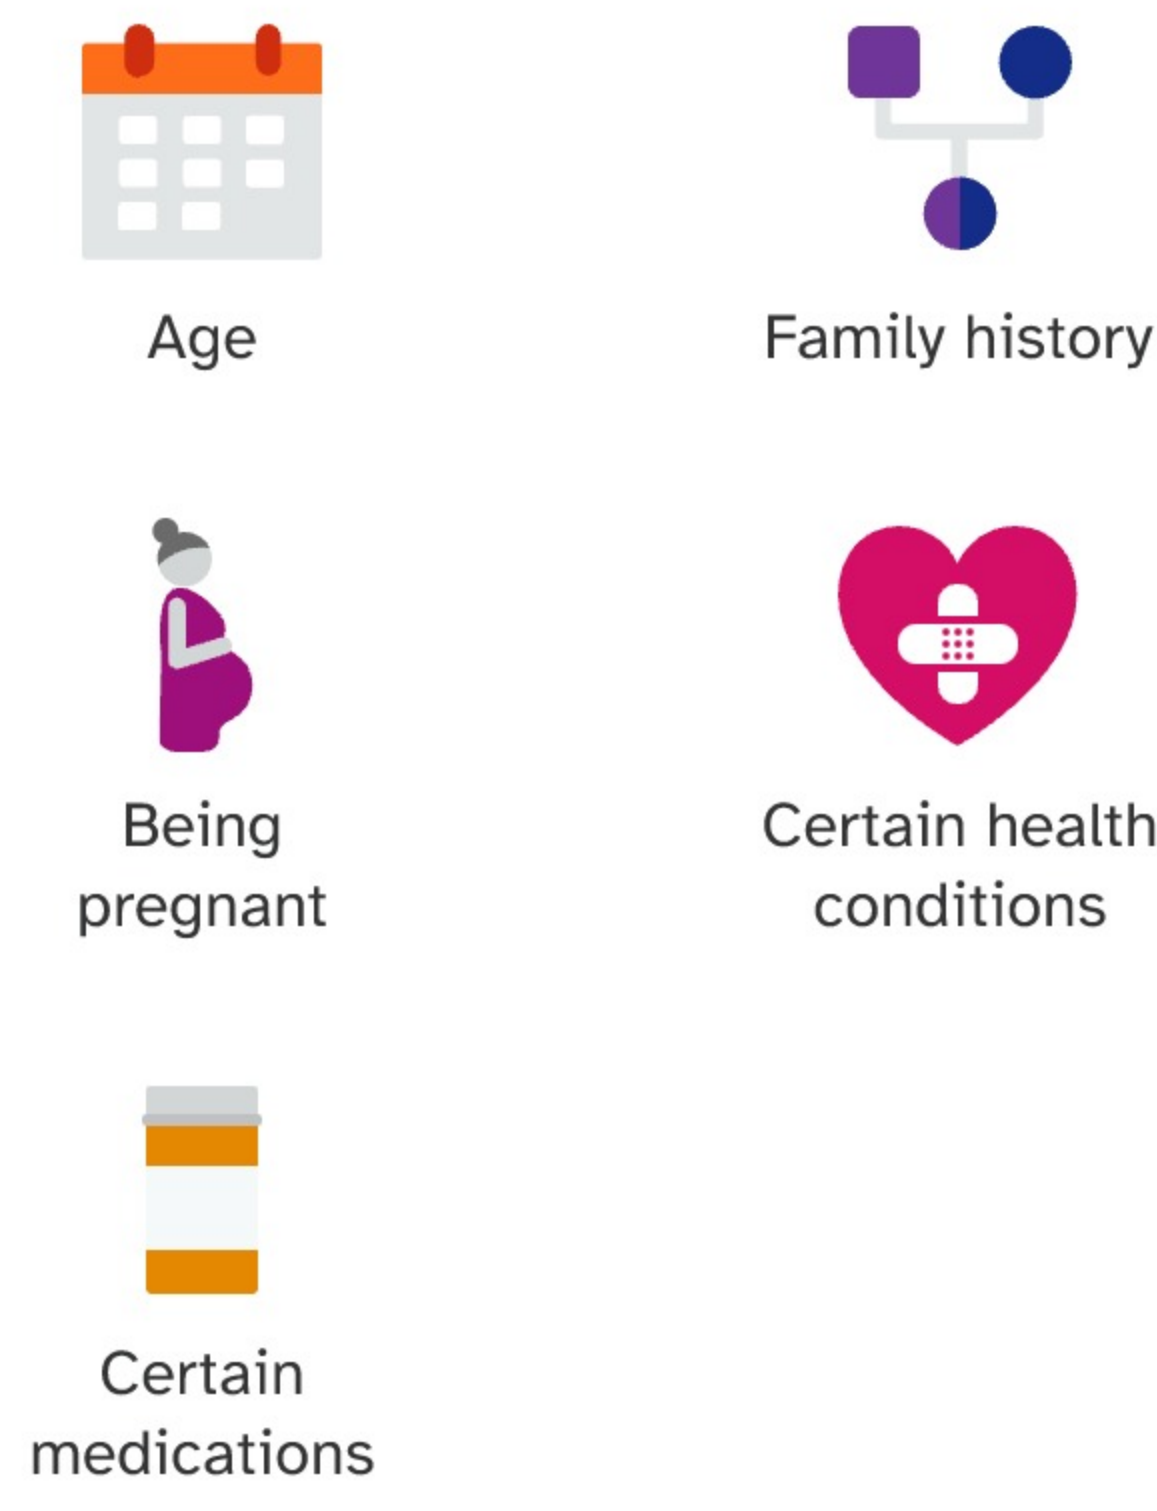 Age
Family history
Being
pregnant
Certain health
conditions
Certain
medications